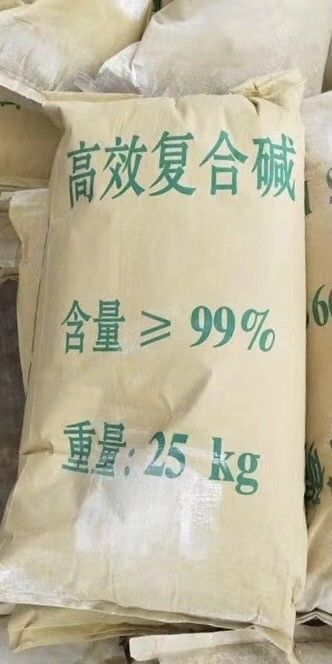 高效复合碱
含量 ≥ 99%
重量: 25 kg